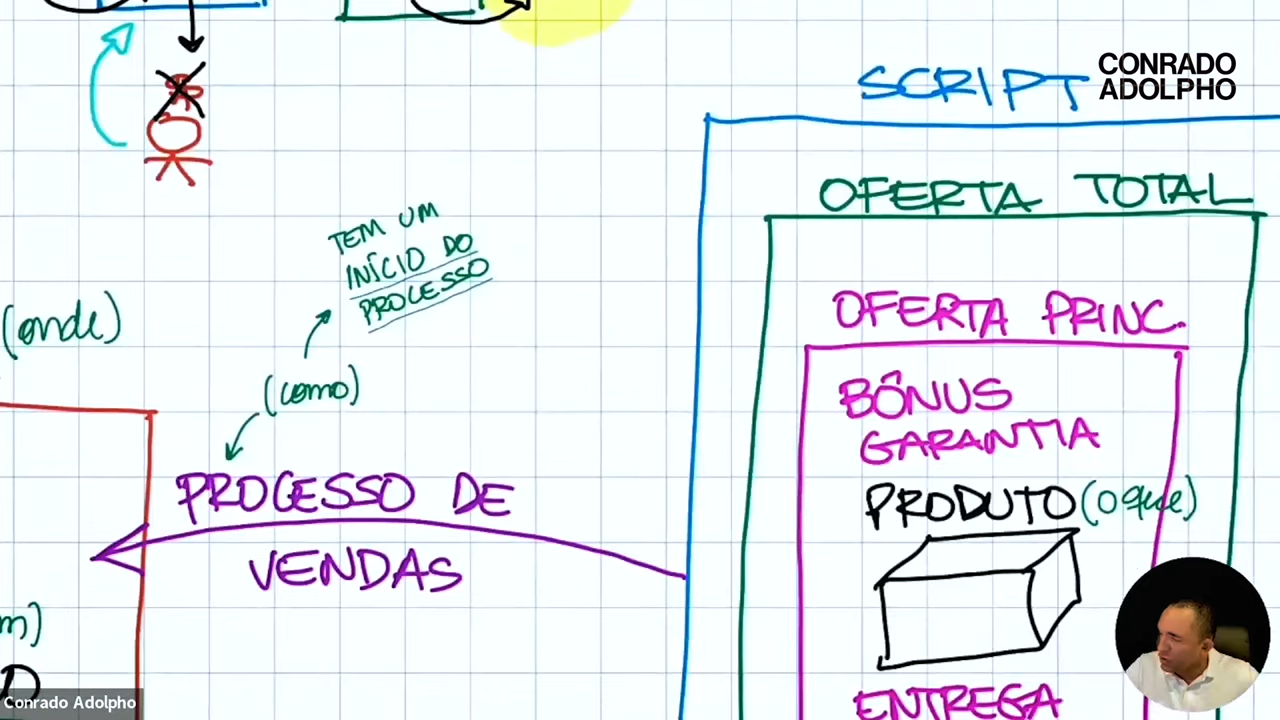 SCRIPT
CONRADO
ADOLPHO
OFERTA TOTAL
TEM UM
INÍCIO DO
PROCESSO
(onde)
OFERTA PRINC.
(como)
BÔNUS
GARANTIA
PROCESSO DE
VENDAS
PRODUTO (o que)
ENTREGA
Conrado Adolpho